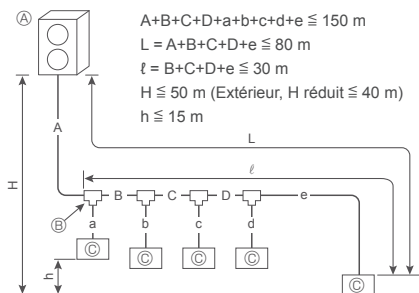 Ⓐ
A+B+C+D+a+b+c+d+e ≦ 150 m
L = A+B+C+D+e ≦ 80 m
ℓ = B+C+D+e ≦ 30 m
H ≦ 50 m (Extérieur, H réduit ≦ 40 m)
h ≦ 15 m
A
L
ℓ
H
B C D e
Ⓑ
a b c d
Ⓒ Ⓒ Ⓒ Ⓒ
h
Ⓒ